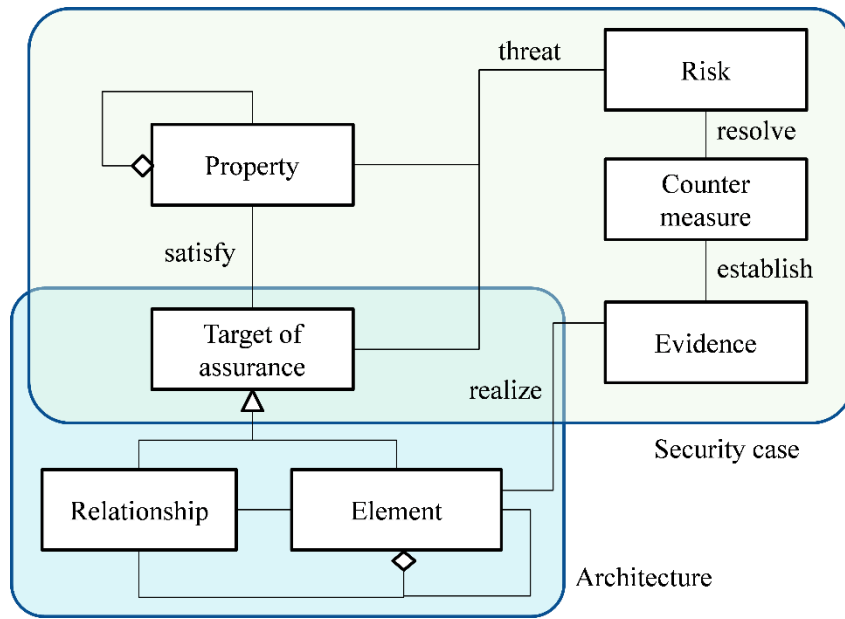 threat
Risk
resolve
Property
Counter
measure
satisfy
establish
Target of
assurance
Evidence
realize
Security case
Relationship
Element
Architecture